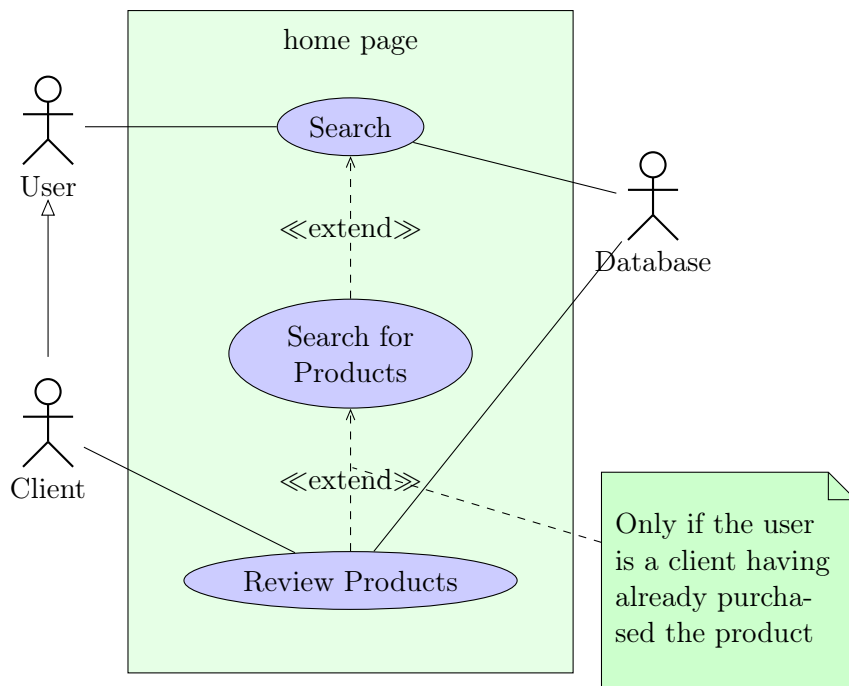 home page
Search
User
≪extend≫
Database
Search for
Products
≪extend≫
Client
Only if the user
is a client having
already purcha-
sed the product
Review Products